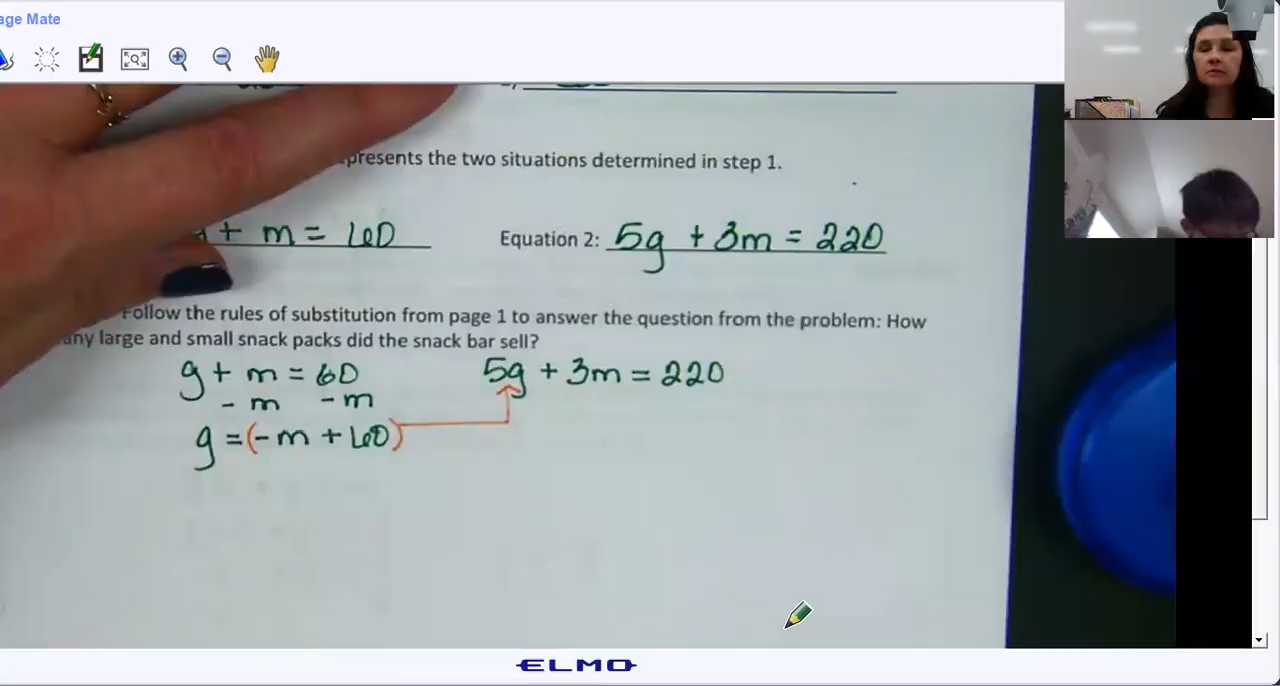 age Mate
presents the two situations determined in step 1.
+ m = 60 Equation 2: 5g + 3m = 220
Follow the rules of substitution from page 1 to answer the question from the problem: How
any large and small snack packs did the snack bar sell?
g + m = 60 5g + 3m = 220
- m - m
g = (-m + 60)
ELMO